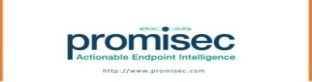 promisec
Actionable Endpoint Intelligence
http://www.promisec.com